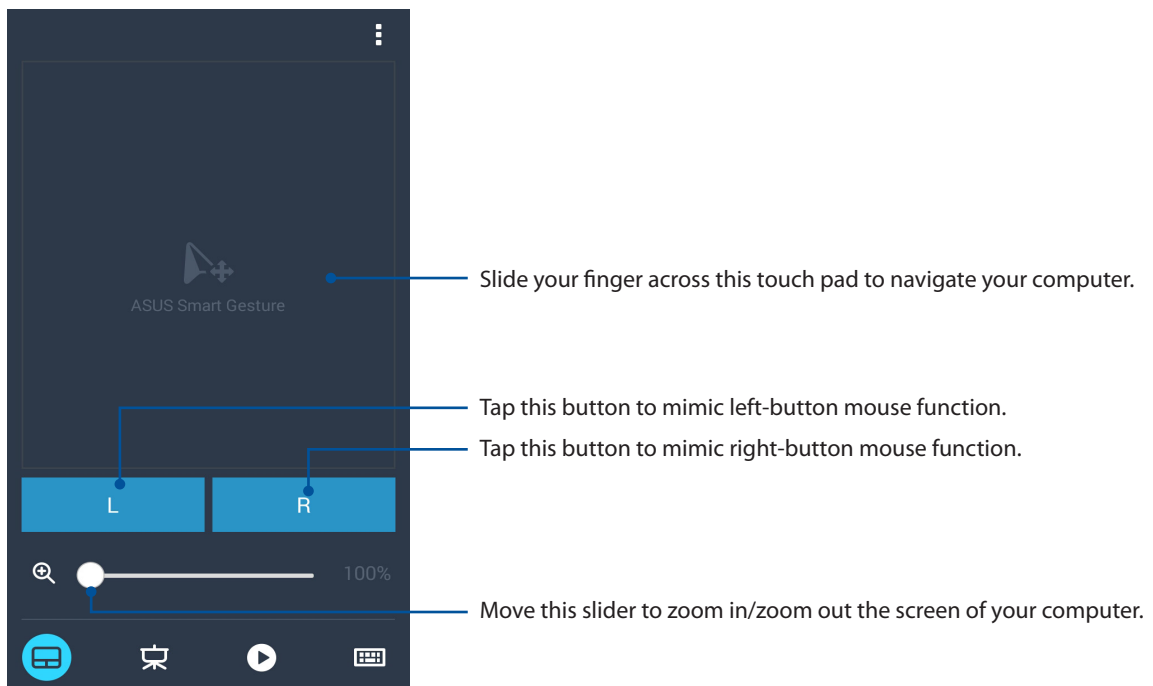 ASUS Smart Gesture
Slide your finger across this touch pad to navigate your computer.
Tap this button to mimic left-button mouse function.
Tap this button to mimic right-button mouse function.
L
R
100%
Move this slider to zoom in/zoom out the screen of your computer.